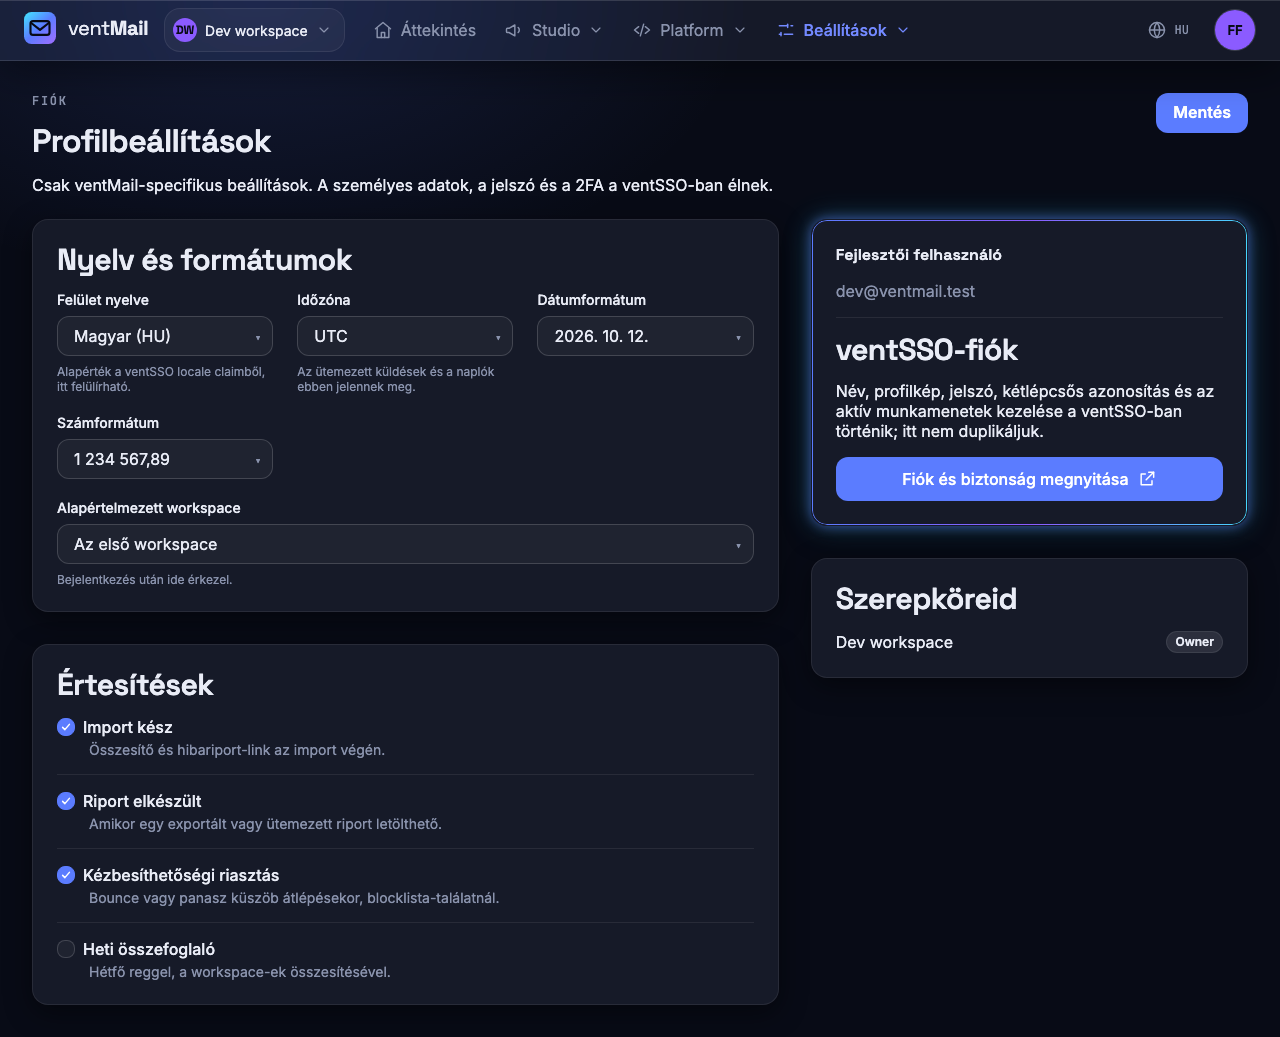 ventMail
DW Dev workspace
Áttekintés
Studio
Platform
Beállítások
HU
FF
FIÓK
Profilbeállítások
Mentés
Csak ventMail-specifikus beállítások. A személyes adatok, a jelszó és a 2FA a ventSSO-ban élnek.
Nyelv és formátumok
Felület nyelve
Magyar (HU)
Alapérték a ventSSO locale claimből,
itt felülírható.
Időzóna
UTC
Az ütemezett küldések és a naplók
ebben jelennek meg.
Dátumformátum
2026. 10. 12.
Számformátum
1 234 567,89
Alapértelmezett workspace
Az első workspace
Bejelentkezés után ide érkezel.
Értesítések
Import kész
Összesítő és hibariport-link az import végén.
Riport elkészült
Amikor egy exportált vagy ütemezett riport letölthető.
Kézbesíthetőségi riasztás
Bounce vagy panasz küszöb átlépésekor, blocklista-találatnál.
Heti összefoglaló
Hétfő reggel, a workspace-ek összesítésével.
Fejlesztői felhasználó
dev@ventmail.test
ventSSO-fiók
Név, profilkép, jelszó, kétlépcsős azonosítás és az
aktív munkamenetek kezelése a ventSSO-ban
történik; itt nem duplikáljuk.
Fiók és biztonság megnyitása
Szerepköreid
Dev workspace
Owner